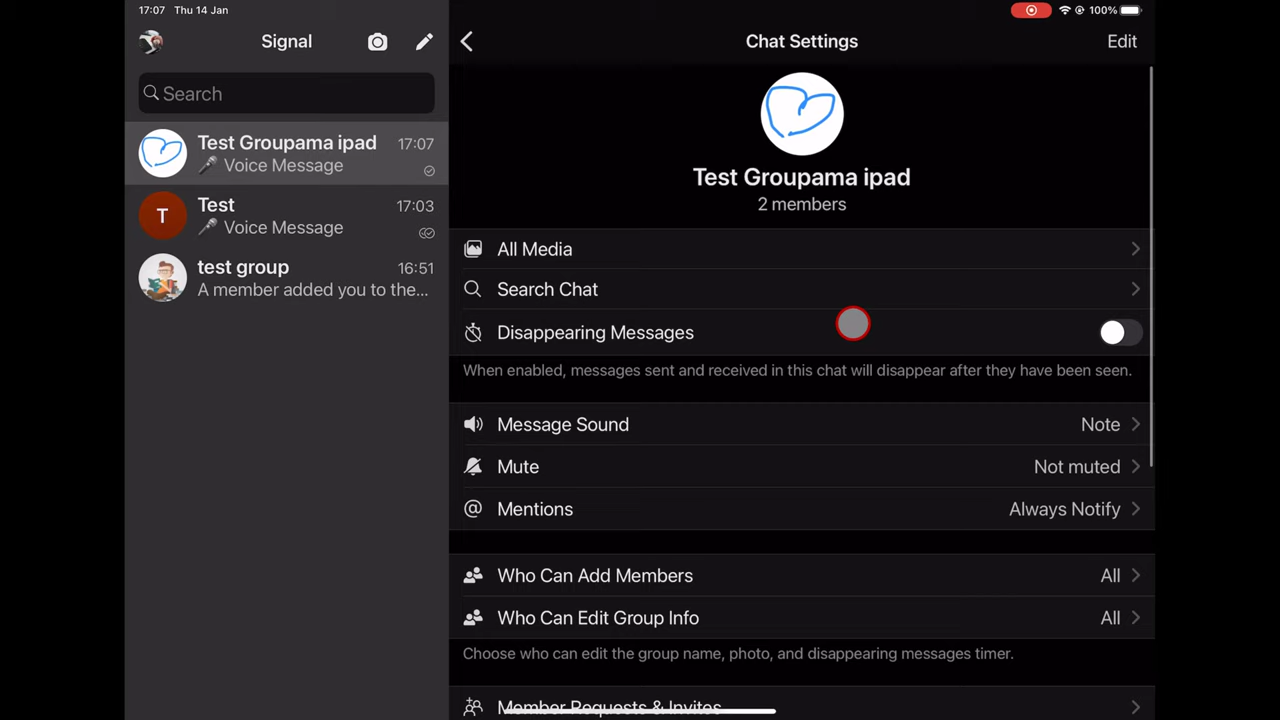 17:07 Thu 14 Jan
100%
Signal
Search
Test Groupama ipad 17:07
Voice Message
T
Test 17:03
Voice Message
test group 16:51
A member added you to the...
Chat Settings
Edit
Test Groupama ipad
2 members
All Media
Search Chat
Disappearing Messages
When enabled, messages sent and received in this chat will disappear after they have been seen.
Message Sound Note
Mute Not muted
@ Mentions Always Notify
Who Can Add Members All
Who Can Edit Group Info All
Choose who can edit the group name, photo, and disappearing messages timer.
Member Requests & Invites